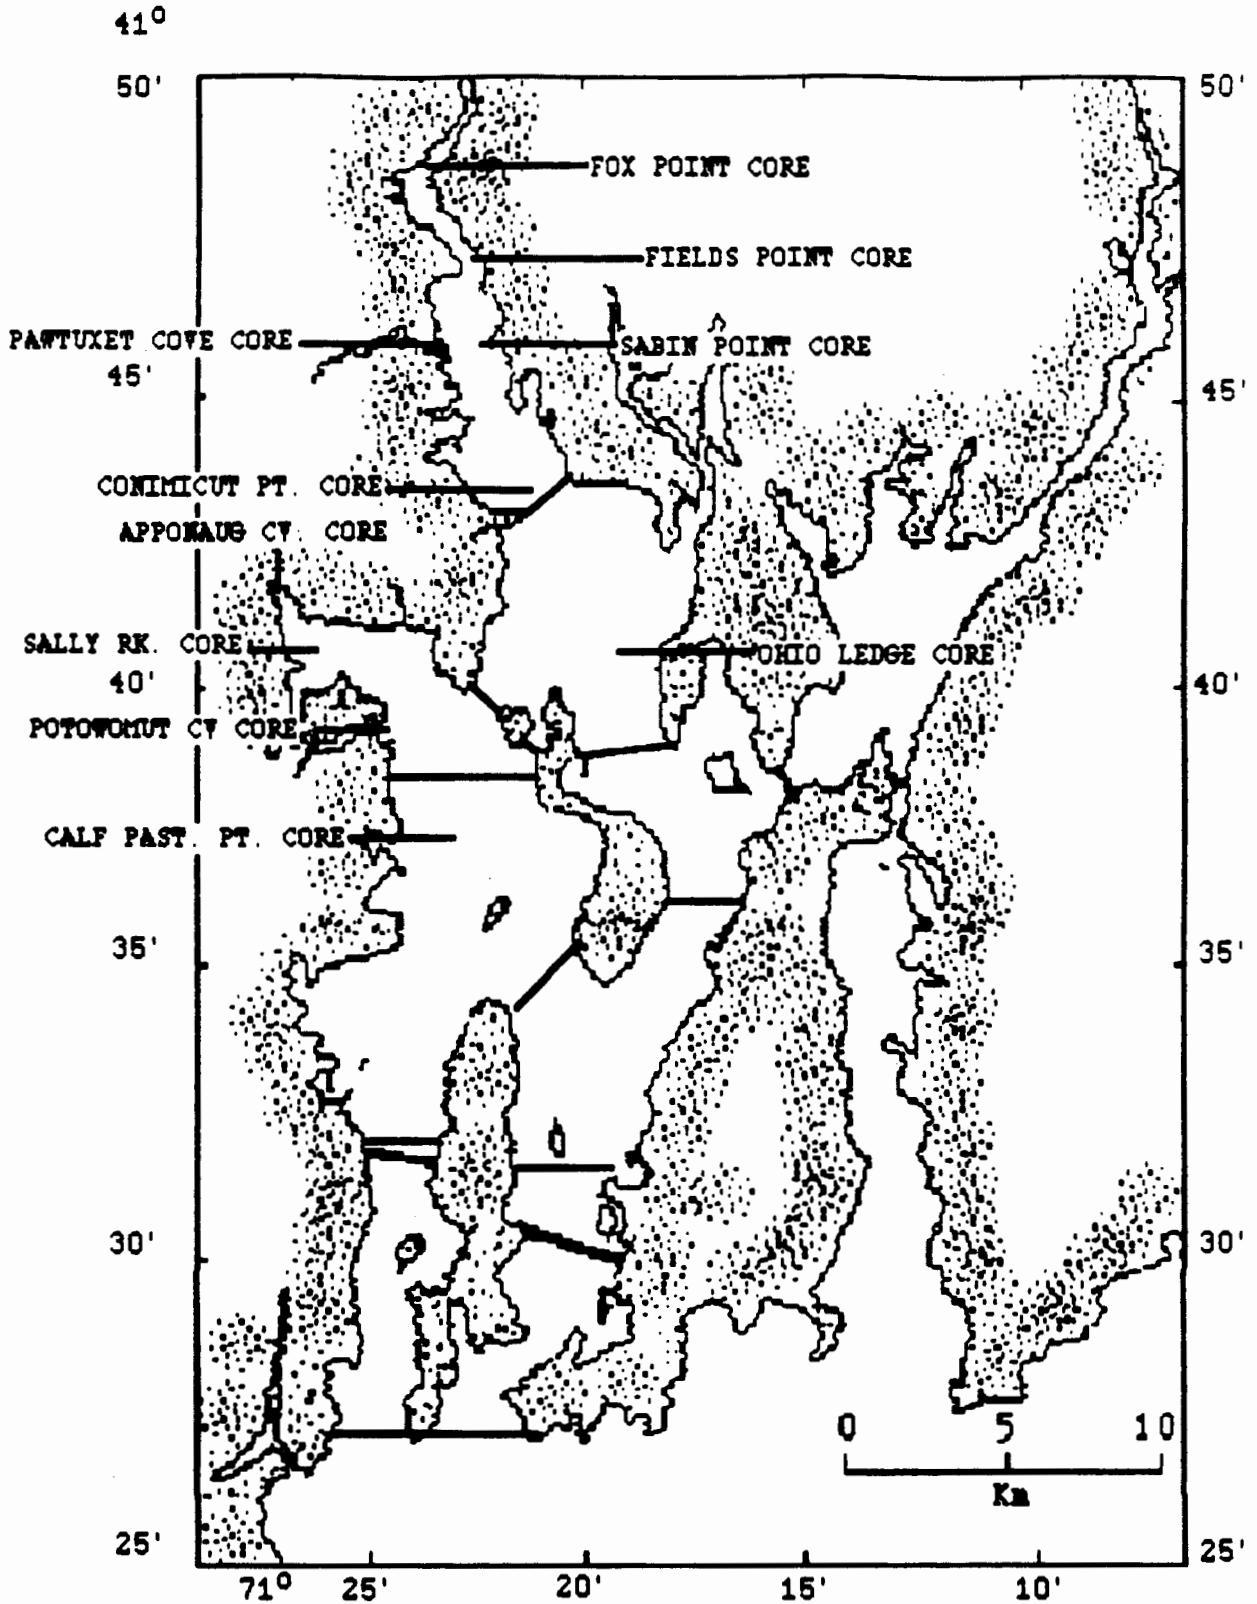 41°
50' 50'
FOX POINT CORE
FIELDS POINT CORE
PAWTUXET COVE CORE
SABIN POINT CORE
45' 45'
CONIMICUT PT. CORE
APPONAUG CV. CORE
SALLY RK. CORE
OHIO LEDGE CORE
40' 40'
POTOWOMUT CV CORE
CALF PAST. PT. CORE
35' 35'
30' 30'
0 5 10
Km
25' 25'
71° 25' 20' 15' 10'